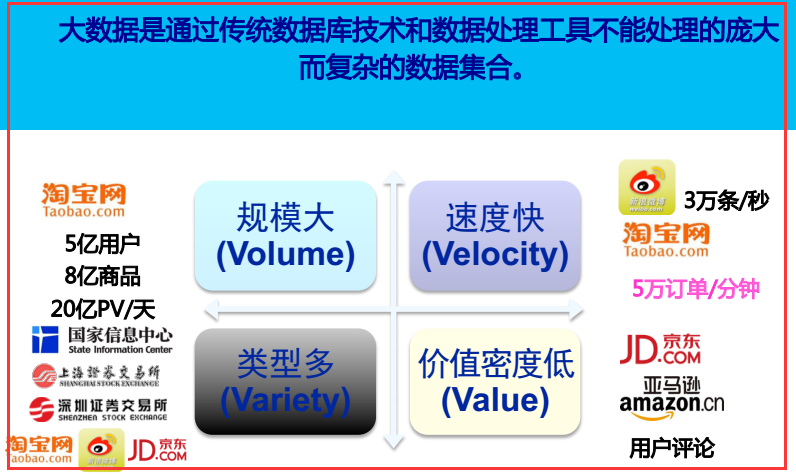 大数据是通过传统数据库技术和数据处理工具不能处理的庞大
而复杂的数据集合。
淘宝网
Taobao.com
5亿用户
8亿商品
20亿PV/天
规模大
(Volume)
速度快
(Velocity)
新浪微博
weibo.com
3万条/秒
淘宝网
Taobao.com
5万订单/分钟
国家信息中心
State Information Center
上海證券交易所
SHANGHAI STOCK EXCHANGE
深圳证券交易所
SHENZHEN STOCK EXCHANGE
淘宝网
Taobao.com
新浪微博
JD 京东
.COM
类型多
(Variety)
价值密度低
(Value)
JD 京东
.COM
亚马逊
amazon.cn
用户评论